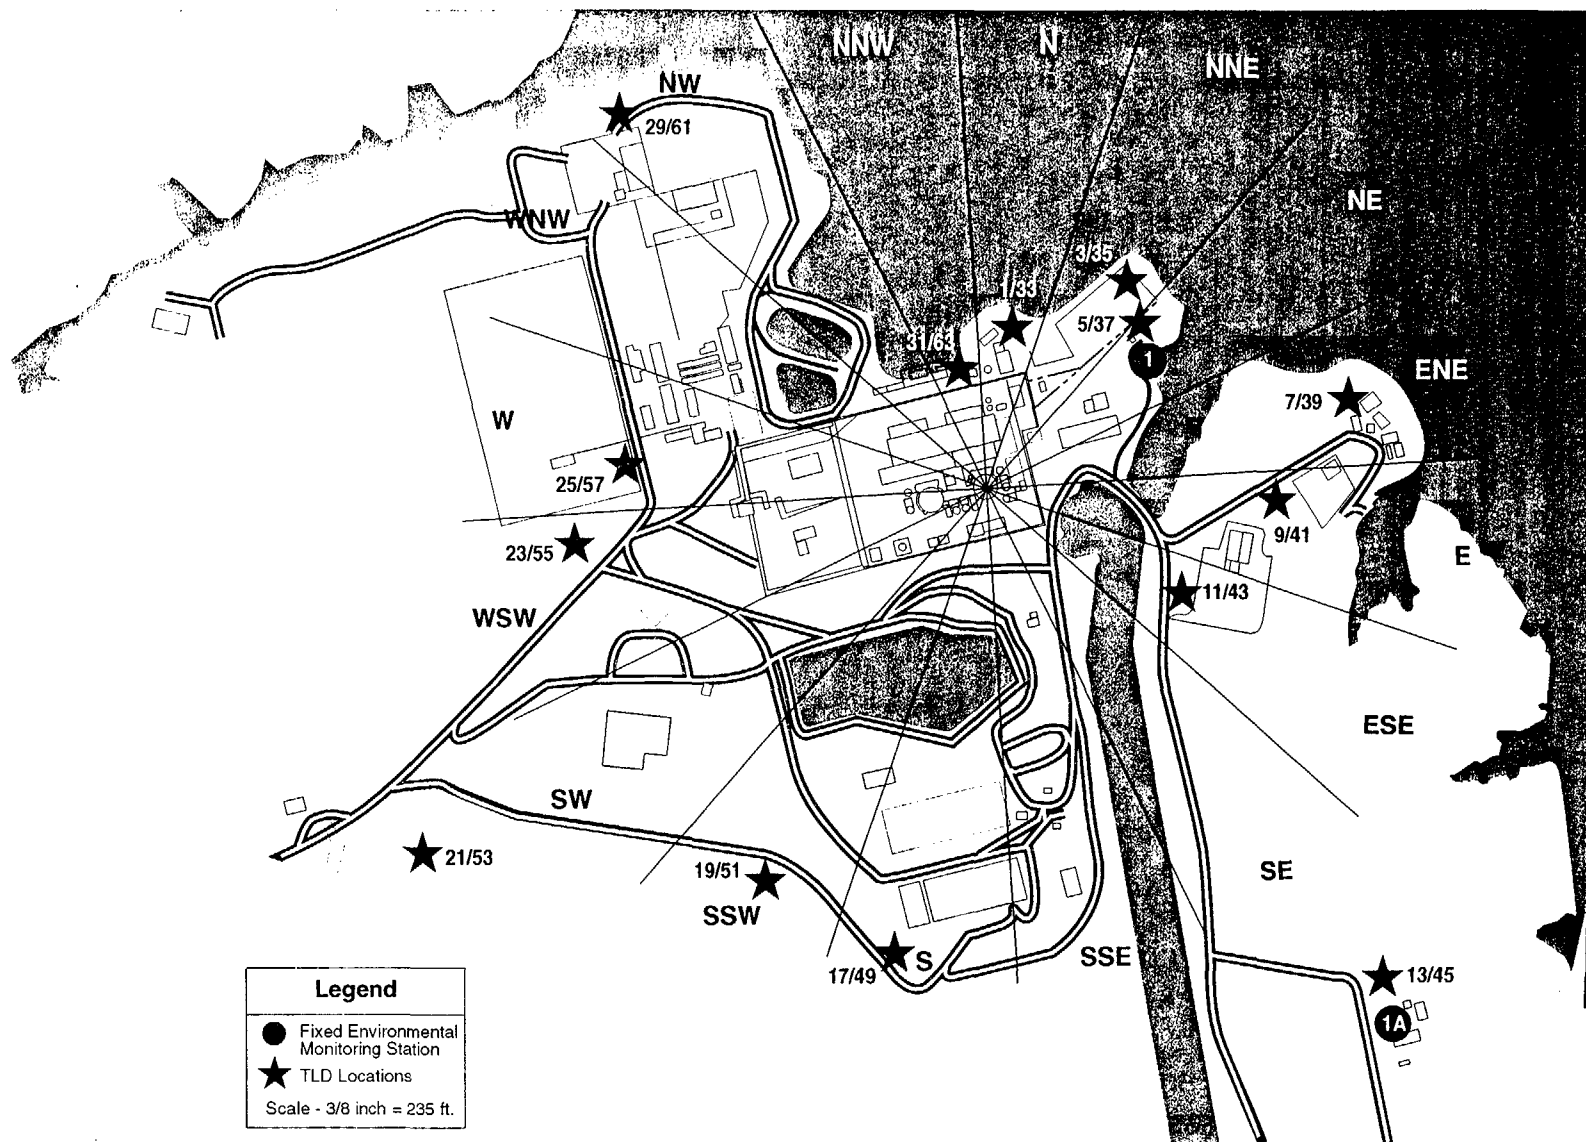 NNW
N
NNE
NW
29/61
NE
WNW
3/35
1/33
5/37
31/63
1
ENE
7/39
W
25/57
9/41
23/55
E
11/43
WSW
ESE
SW
SE
21/53
19/51
SSW
SSE
S
17/49
13/45
1A
Legend
Fixed Environmental
Monitoring Station
TLD Locations
Scale - 3/8 inch = 235 ft.